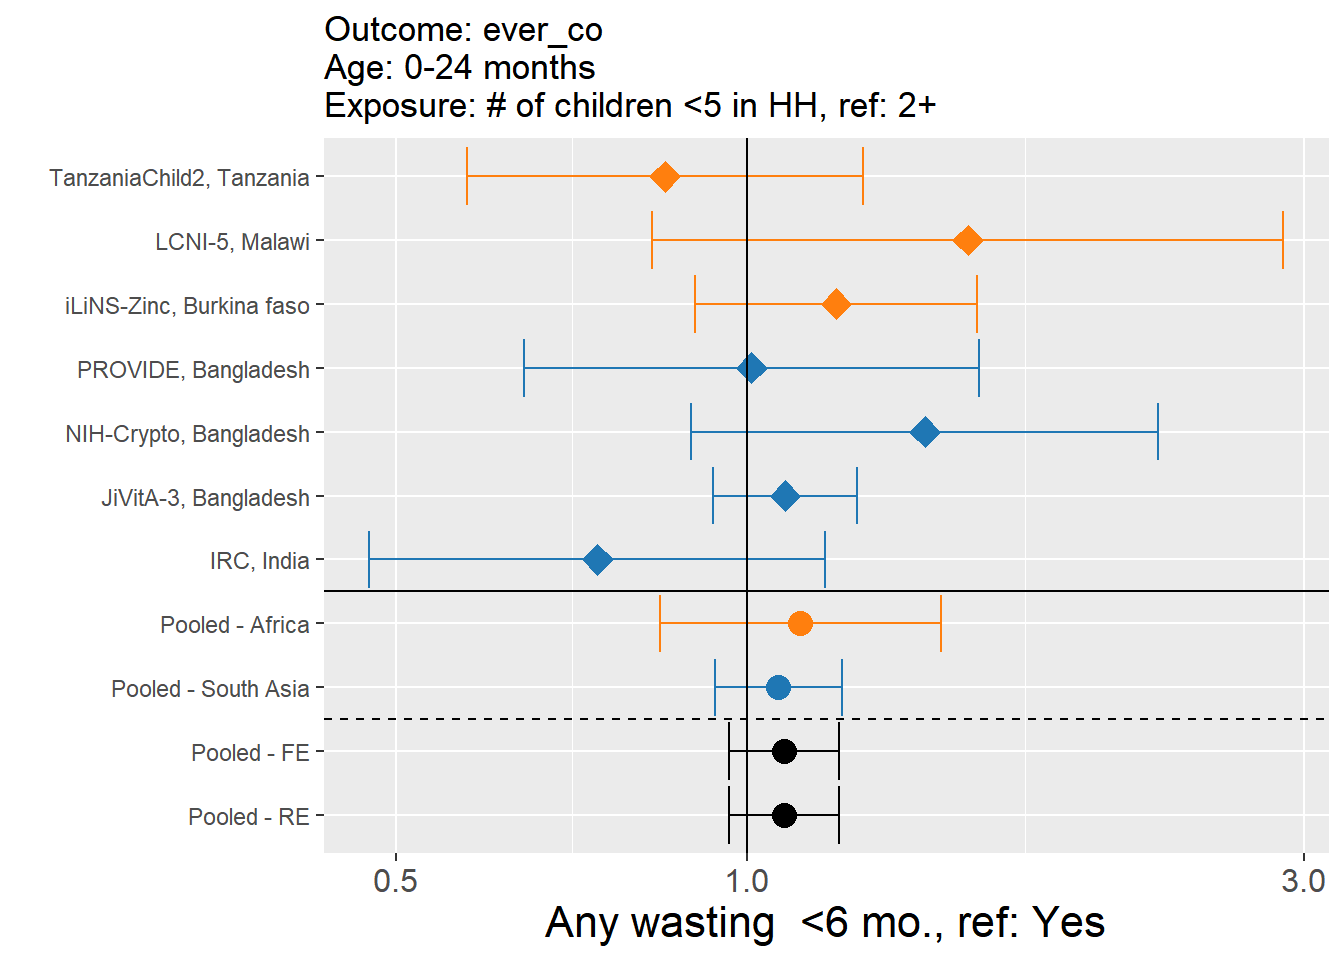 Outcome: ever_co
Age: 0-24 months
Exposure: # of children <5 in HH, ref: 2+
TanzaniaChild2, Tanzania
LCNI-5, Malawi
iLiNS-Zinc, Burkina faso
PROVIDE, Bangladesh
NIH-Crypto, Bangladesh
JiVitA-3, Bangladesh
IRC, India
Pooled - Africa
Pooled - South Asia
Pooled - FE
Pooled - RE
0.5 1.0 3.0
Any wasting  <6 mo., ref: Yes